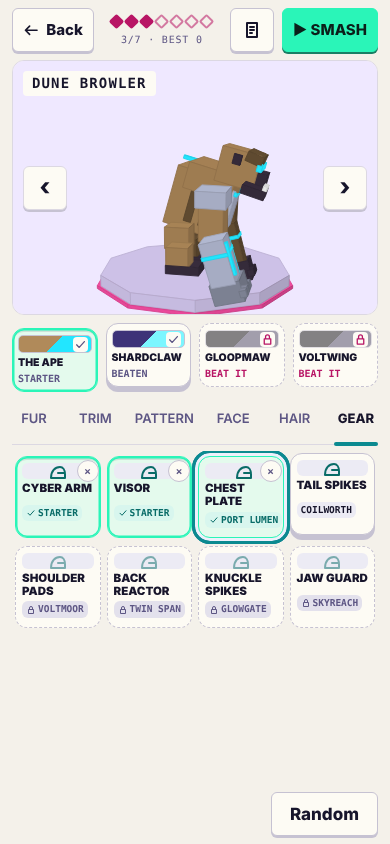 ← Back
3/7 · BEST 0
▶ SMASH
DUNE BROWLER
‹
›
THE APE
STARTER
SHARDCLAW
BEATEN
GLOOPMAW
BEAT IT
VOLTWING
BEAT IT
FUR
TRIM
PATTERN
FACE
HAIR
GEAR
CYBER ARM
✓ STARTER
×
VISOR
✓ STARTER
×
CHEST
PLATE
✓ PORT LUMEN
×
TAIL SPIKES
COILWORTH
SHOULDER
PADS
VOLTMOOR
BACK
REACTOR
TWIN SPAN
KNUCKLE
SPIKES
GLOWGATE
JAW GUARD
SKYREACH
Random